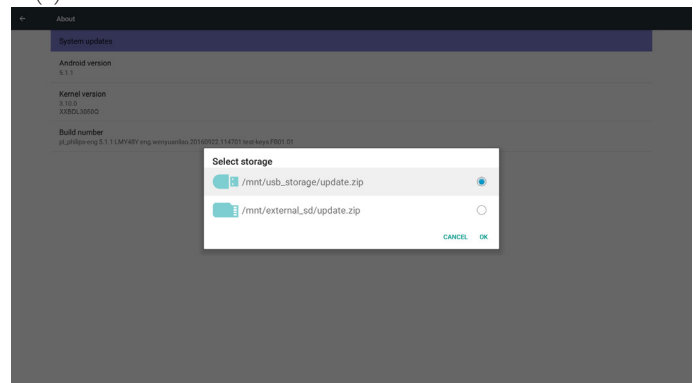 About
System updates
Android version
5.1.1
Kernel version
3.10.0
XXBDL3050Q
Build number
Select storage
/mnt/usb_storage/update.zip
/mnt/external_sd/update.zip
CANCEL OK